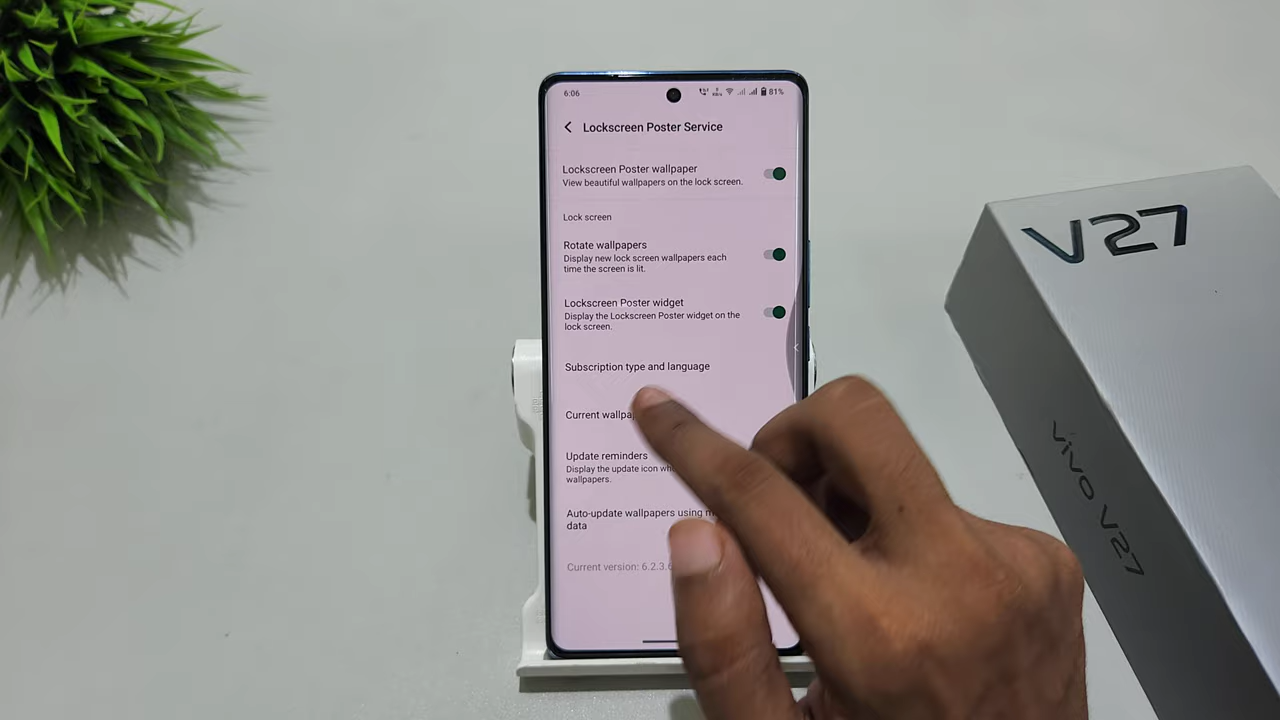 6:06
81%
Lockscreen Poster Service
Lockscreen Poster wallpaper
View beautiful wallpapers on the lock screen.
Lock screen
Rotate wallpapers
Display new lock screen wallpapers each
time the screen is lit.
Lockscreen Poster widget
Display the Lockscreen Poster widget on the
lock screen.
Subscription type and language
Current
Update reminders
Display the update icon
wallpapers.
Auto-update wallpapers using
data
Current version: 6.2.3.
V27
vivo V27